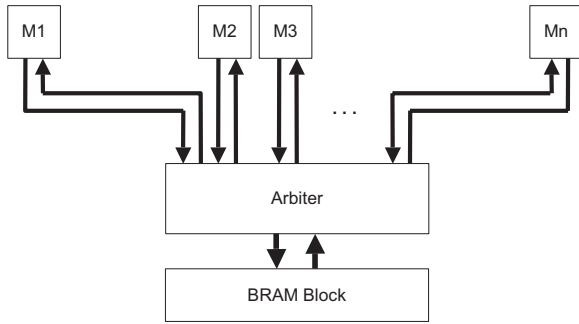 M1 M2 M3 Mn
. . .
Arbiter
BRAM Block